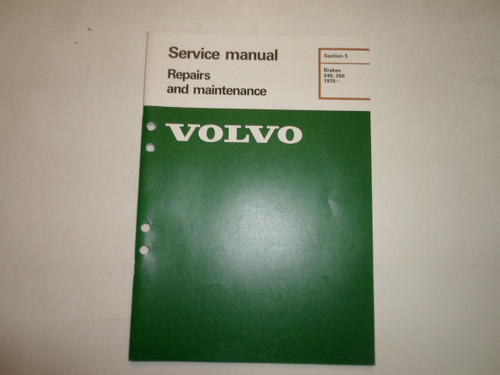 Service manual
Repairs
and maintenance
Section 5
Brakes
240, 260
1975–
VOLVO